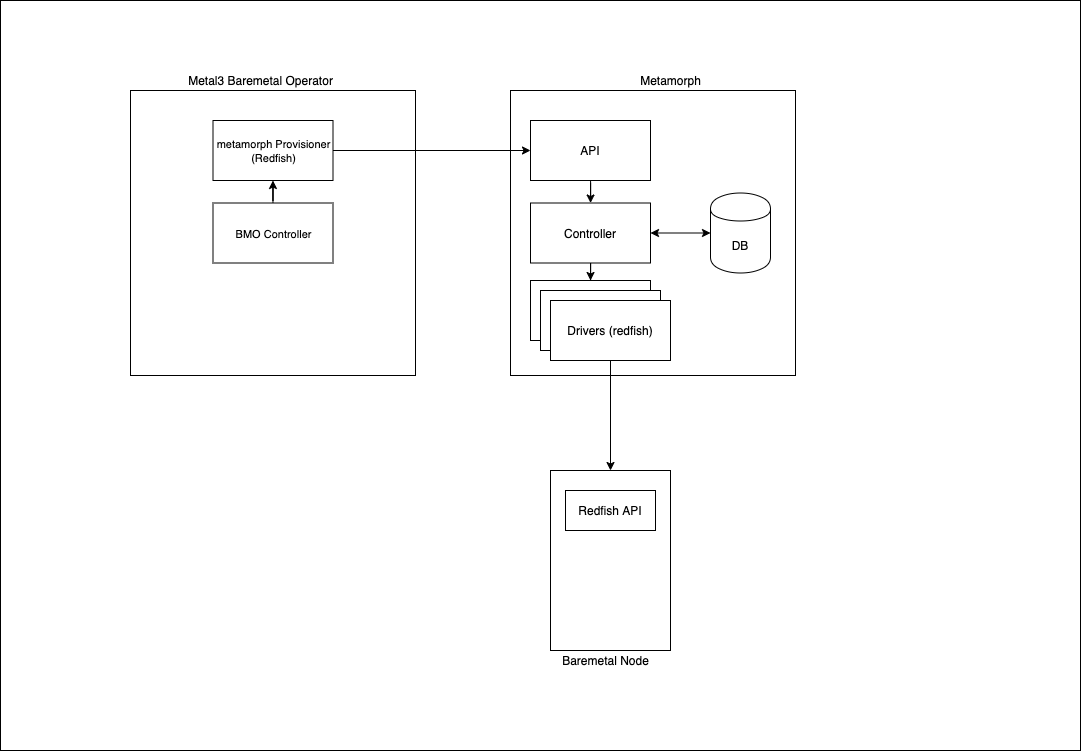 Metal3 Baremetal Operator
Metamorph
metamorph Provisioner
(Redfish)
API
BMO Controller
Controller
DB
Drivers (redfish)
Redfish API
Baremetal Node